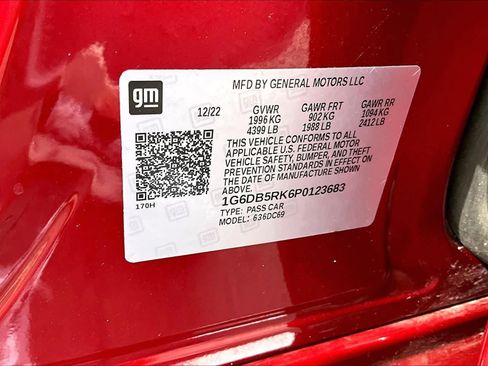 gm
MFD BY GENERAL MOTORS LLC
12/22 GVWR GAWR FRT GAWR RR
1996 KG 902 KG 1094 KG
4399 LB 1988 LB 2412 LB
THIS VEHICLE CONFORMS TO ALL
APPLICABLE U.S. FEDERAL MOTOR
VEHICLE SAFETY, BUMPER, AND THEFT
PREVENTION STANDARDS IN EFFECT
ON THE DATE OF MANUFACTURE SHOWN
ABOVE.
1G6DB5RK6P0123683
TYPE: PASS CAR
MODEL: 636DC69
170H